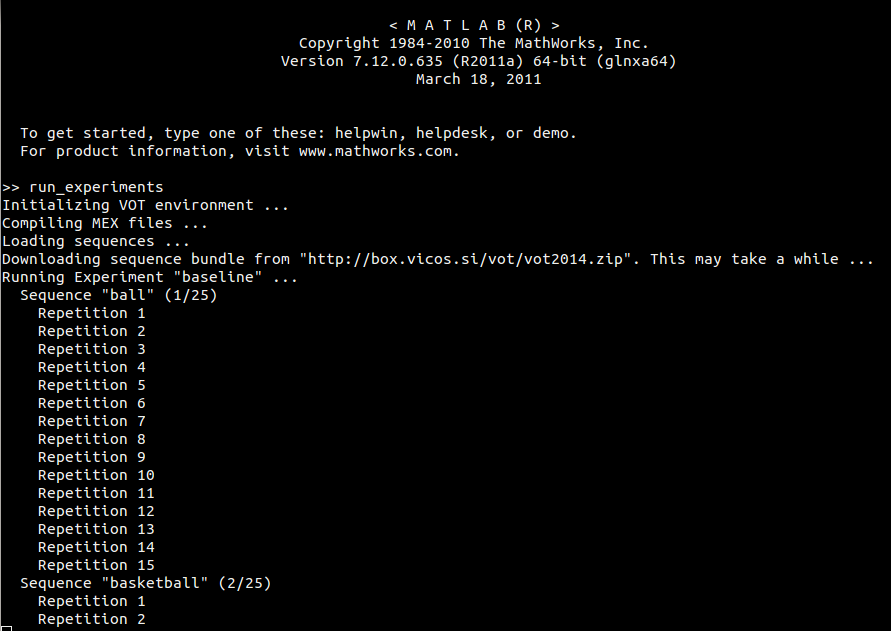 < M A T L A B (R) >
Copyright 1984-2010 The MathWorks, Inc.
Version 7.12.0.635 (R2011a) 64-bit (glnxa64)
March 18, 2011
To get started, type one of these: helpwin, helpdesk, or demo.
For product information, visit www.mathworks.com.
>> run_experiments
Initializing VOT environment ...
Compiling MEX files ...
Loading sequences ...
Downloading sequence bundle from "http://box.vicos.si/vot/vot2014.zip". This may take a while ...
Running Experiment "baseline" ...
Sequence "ball" (1/25)
Repetition 1
Repetition 2
Repetition 3
Repetition 4
Repetition 5
Repetition 6
Repetition 7
Repetition 8
Repetition 9
Repetition 10
Repetition 11
Repetition 12
Repetition 13
Repetition 14
Repetition 15
Sequence "basketball" (2/25)
Repetition 1
Repetition 2